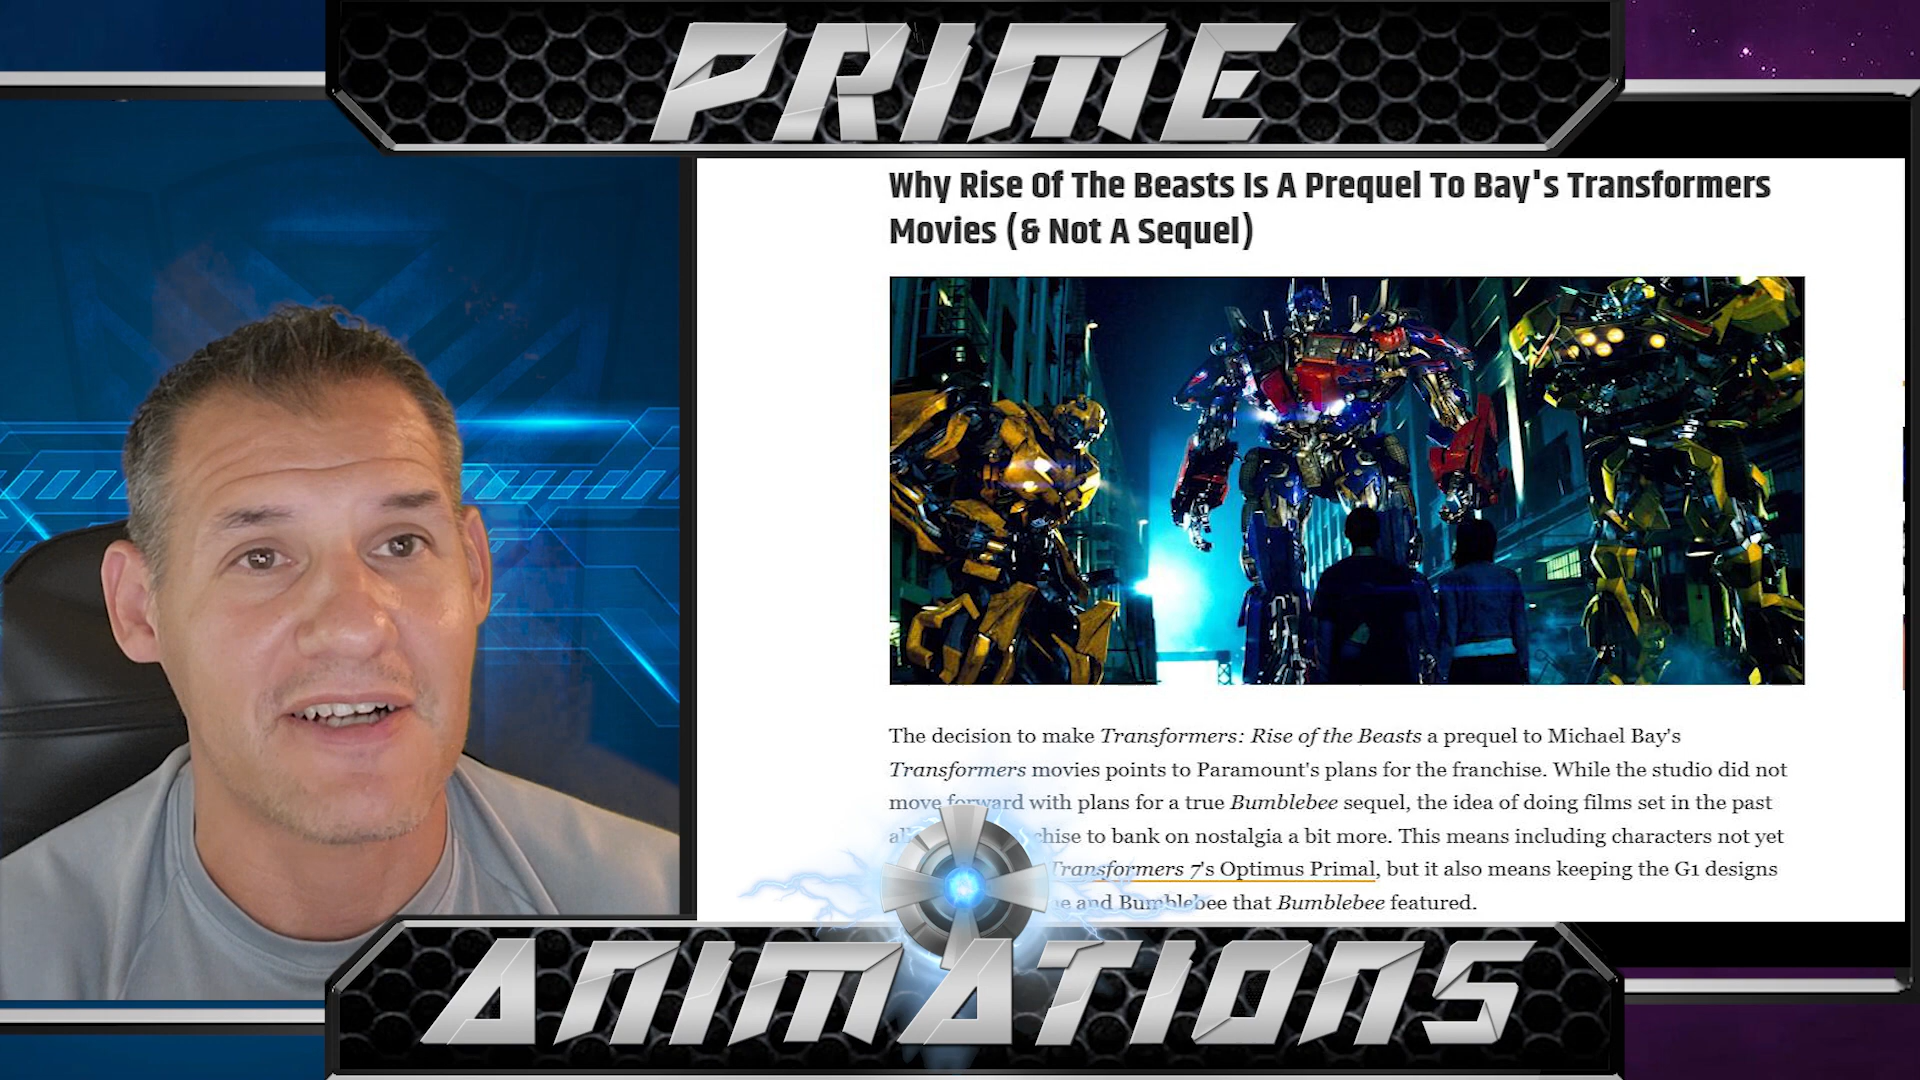 PRIME
Why Rise Of The Beasts Is A Prequel To Bay's Transformers
Movies (& Not A Sequel)
The decision to make Transformers: Rise of the Beasts a prequel to Michael Bay's
Transformers movies points to Paramount's plans for the franchise. While the studio did not
move forward with plans for a true Bumblebee sequel, the idea of doing films set in the past
to bank on nostalgia a bit more. This means including characters not yet
Transformers 7's Optimus Primal, but it also means keeping the G1 designs
and Bumblebee that Bumblebee featured.
ANIMATIONS